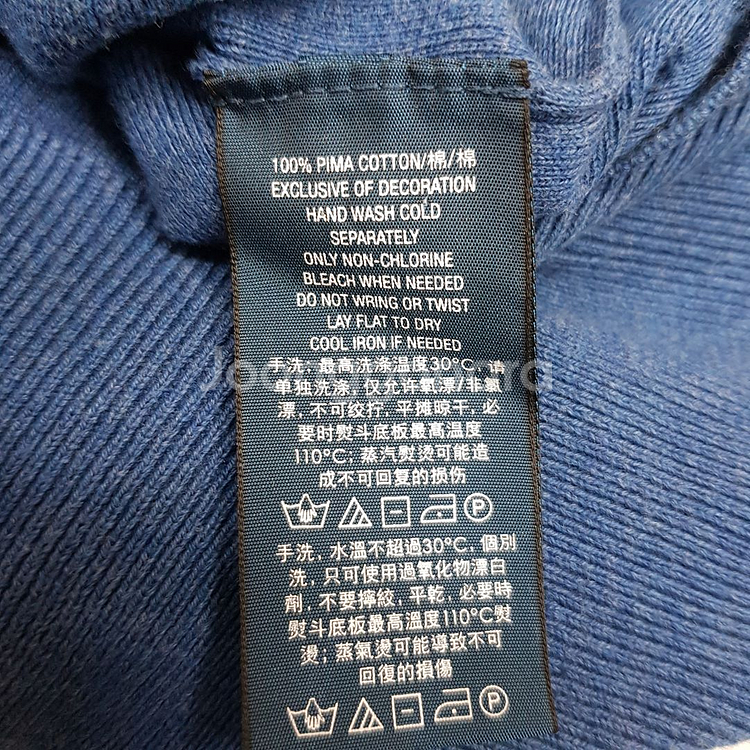 100% PIMA COTTON/棉/棉
EXCLUSIVE OF DECORATION
HAND WASH COLD
SEPARATELY
ONLY NON-CHLORINE
BLEACH WHEN NEEDED
DO NOT WRING OR TWIST
LAY FLAT TO DRY
COOL IRON IF NEEDED
手洗: 最高洗涤温度30°C, 请
单独洗涤, 仅允许氧漂/非氯
漂, 不可绞拧, 平摊晾干, 必
要时熨斗底板最高温度
110°C; 蒸汽熨烫可能造
成不可回复的损伤
P
手洗, 水溫不超過30°C, 個別
洗, 只可使用過氧化物漂白
劑, 不要擰絞, 平乾, 必要時
熨斗底板最高溫度110°C熨
燙; 蒸氣燙可能導致不可
回復的損傷
P